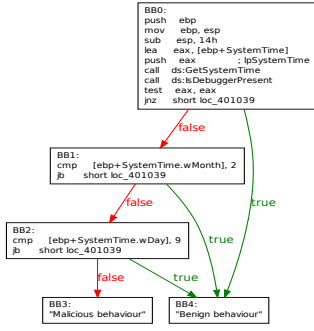 BB0:
push ebp
mov ebp, esp
sub esp, 14h
lea eax, [ebp+SystemTime]
push eax ; lpSystemTime
call ds:GetSystemTime
call ds:IsDebuggerPresent
test eax, eax
jnz short loc_401039
false
BB1:
cmp [ebp+SystemTime.wMonth], 2
jb short loc_401039
true
false
true
BB2:
cmp [ebp+SystemTime.wDay], 9
jb short loc_401039
false
true
BB3:
"Malicious behaviour"
BB4:
"Benign behaviour"